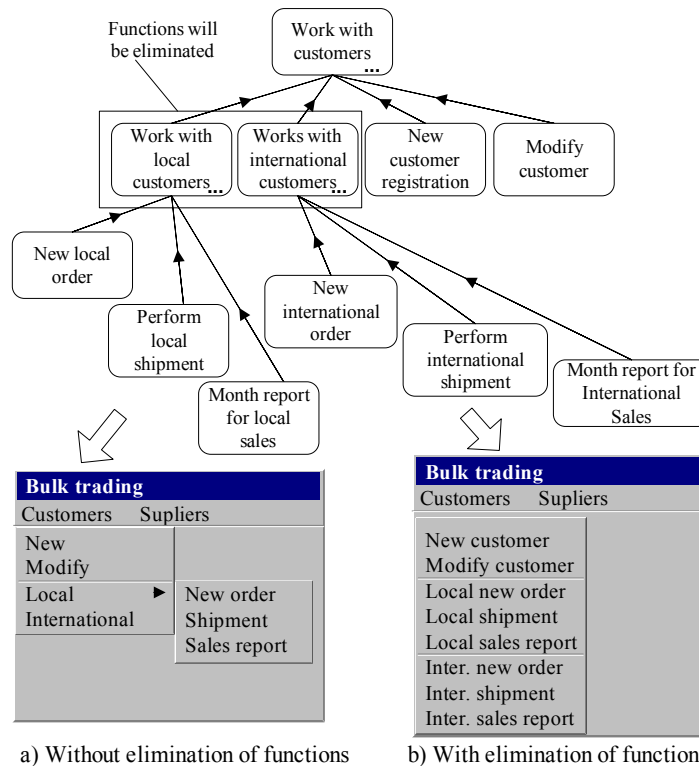 Functions will
be eliminated
Work with
customers
...
Work with
local
customers...
Works with
international
customers...
New
customer
registration
Modify
customer
New local
order
Perform
local
shipment
Month report
for local
sales
New
international
order
Perform
international
shipment
Month report for
International
Sales
Bulk trading
Customers Supliers
New
Modify
Local
International
New order
Shipment
Sales report
a) Without elimination of functions
Bulk trading
Customers Supliers
New customer
Modify customer
Local new order
Local shipment
Local sales report
Inter. new order
Inter. shipment
Inter. sales report
b) With elimination of function